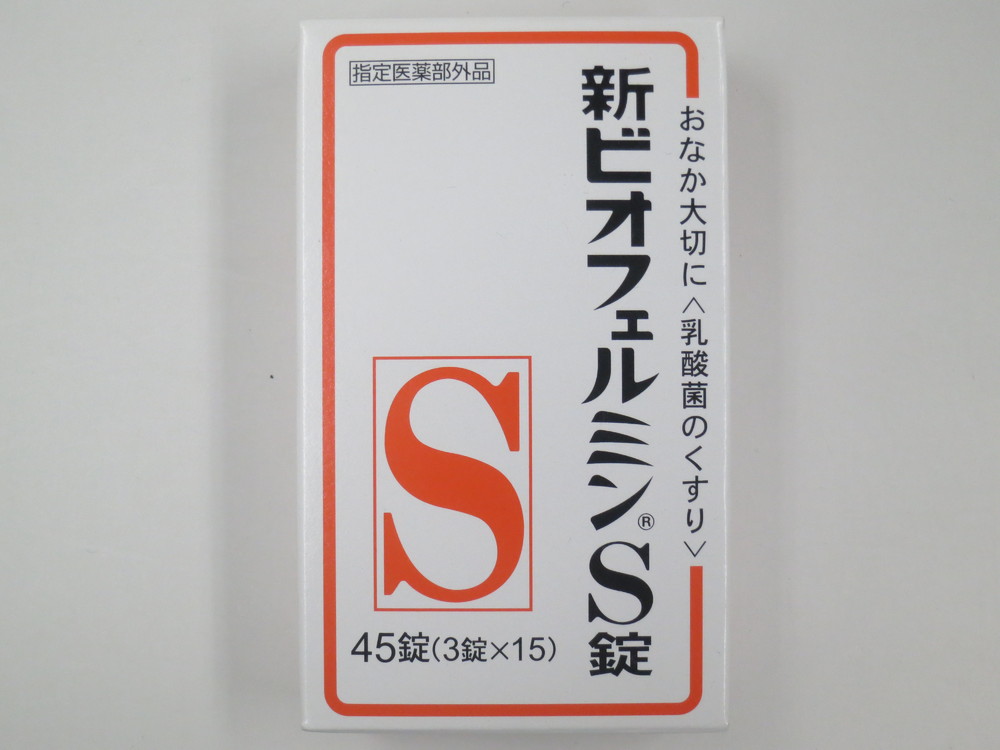 指定医薬部外品
おなか大切に<乳酸菌のくすり>
新ビオフェルミン®S錠
S
45錠(3錠×15)